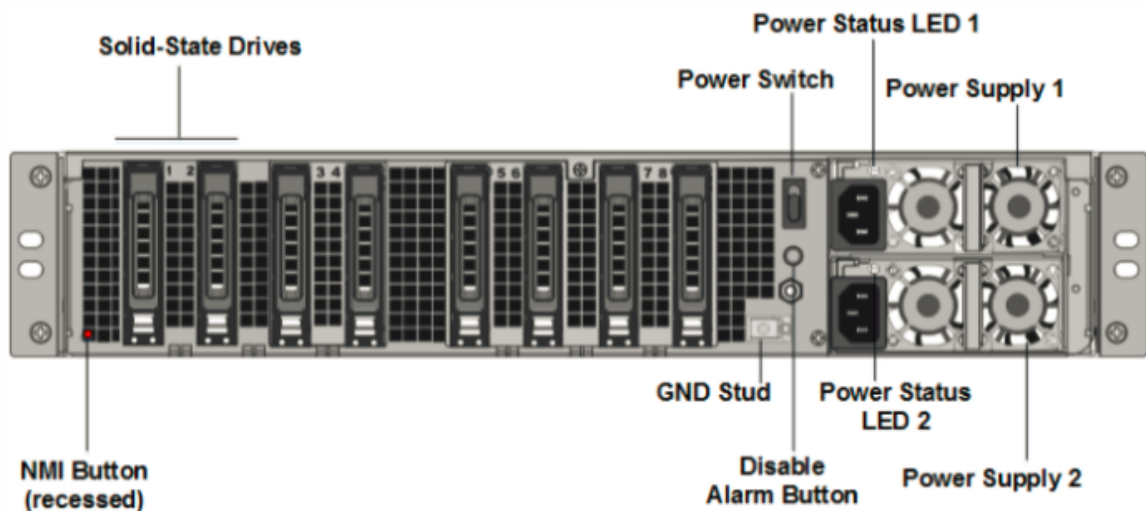 Power Status LED 1
Solid-State Drives
Power Switch
Power Supply 1
1 2
3 4
5 6
7 8
GND Stud
Power Status
LED 2
NMI Button
(recessed)
Disable
Alarm Button
Power Supply 2